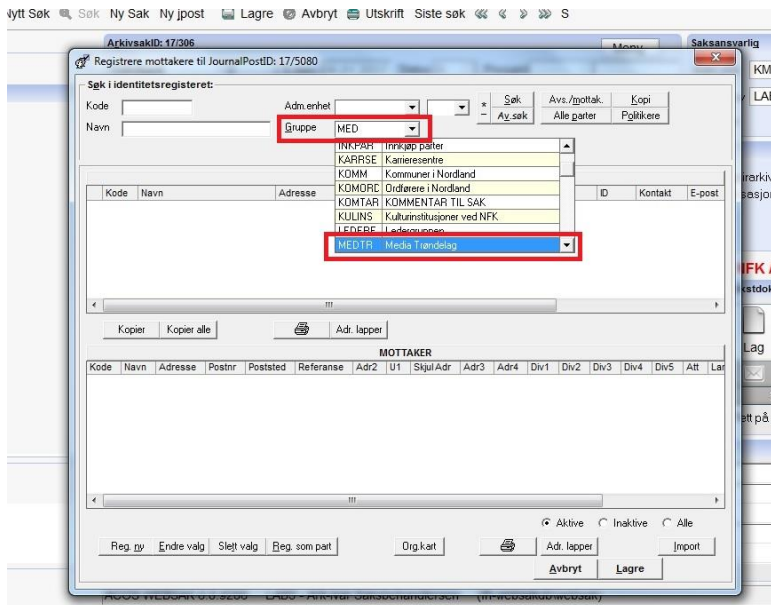 Nytt Søk Søk Ny Sak Ny jpost Lagre Avbryt Utskrift Siste søk S
ArkivsakID: 17/306 Meny Saksansvarlig
Registrere mottakere til JournalPostID: 17/5080
KM
Søk i identitetsregisteret:
Kode Adm.enhet * Søk Avs./mottak. Kopi
− Av.søk Alle parter Politikere
Navn Gruppe MED
INKPAR Innkjøp parter
KARRSE Karrieresentre
KOMM Kommuner i Nordland
KOMORD Ordførere i Nordland
KOMTAR KOMMENTAR TIL SAK
KULINS Kulturinstitusjoner ved NFK
LEDERE Ledergruppen
MEDTR Media Trøndelag
Kode Navn Adresse ID Kontakt E-post
NFK
Kopier Kopier alle Adr. lapper
Lag
MOTTAKER
Kode Navn Adresse Postnr Poststed Referanse Adr2 U1 Skjul Adr Adr3 Adr4 Div1 Div2 Div3 Div4 Div5 Att
ett på
Aktive Inaktive Alle
Reg. ny Endre valg Slett valg Reg. som part Org.kart Adr. lapper Import
Avbryt Lagre